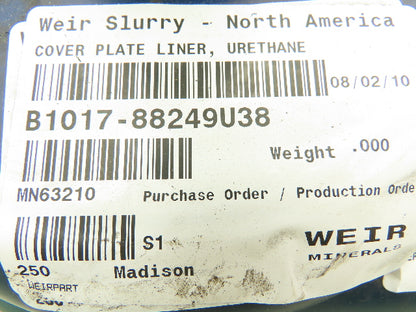 Weir Slurry - North America
COVER PLATE LINER, URETHANE
08/02/10
B1017-88249U38
Weight .000
MN63210 Purchase Order / Production Orde
S1
WEIR
MINERALS
250 Madison
WEIRPART